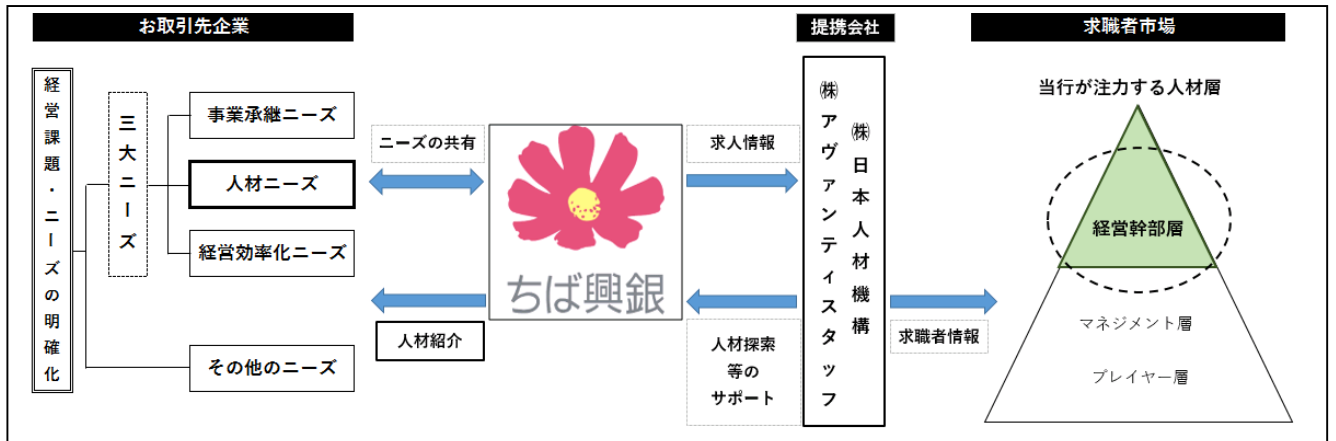 お取引先企業
提携会社
求職者市場
経営課題・ニーズの明確化
三大ニーズ
事業承継ニーズ
人材ニーズ
経営効率化ニーズ
その他のニーズ
ニーズの共有
人材紹介
ちば興銀
求人情報
人材探索
等の
サポート
㈱日本人材機構
㈱アヴァンティスタッフ
求職者情報
当行が注力する人材層
経営幹部層
マネジメント層
プレイヤー層